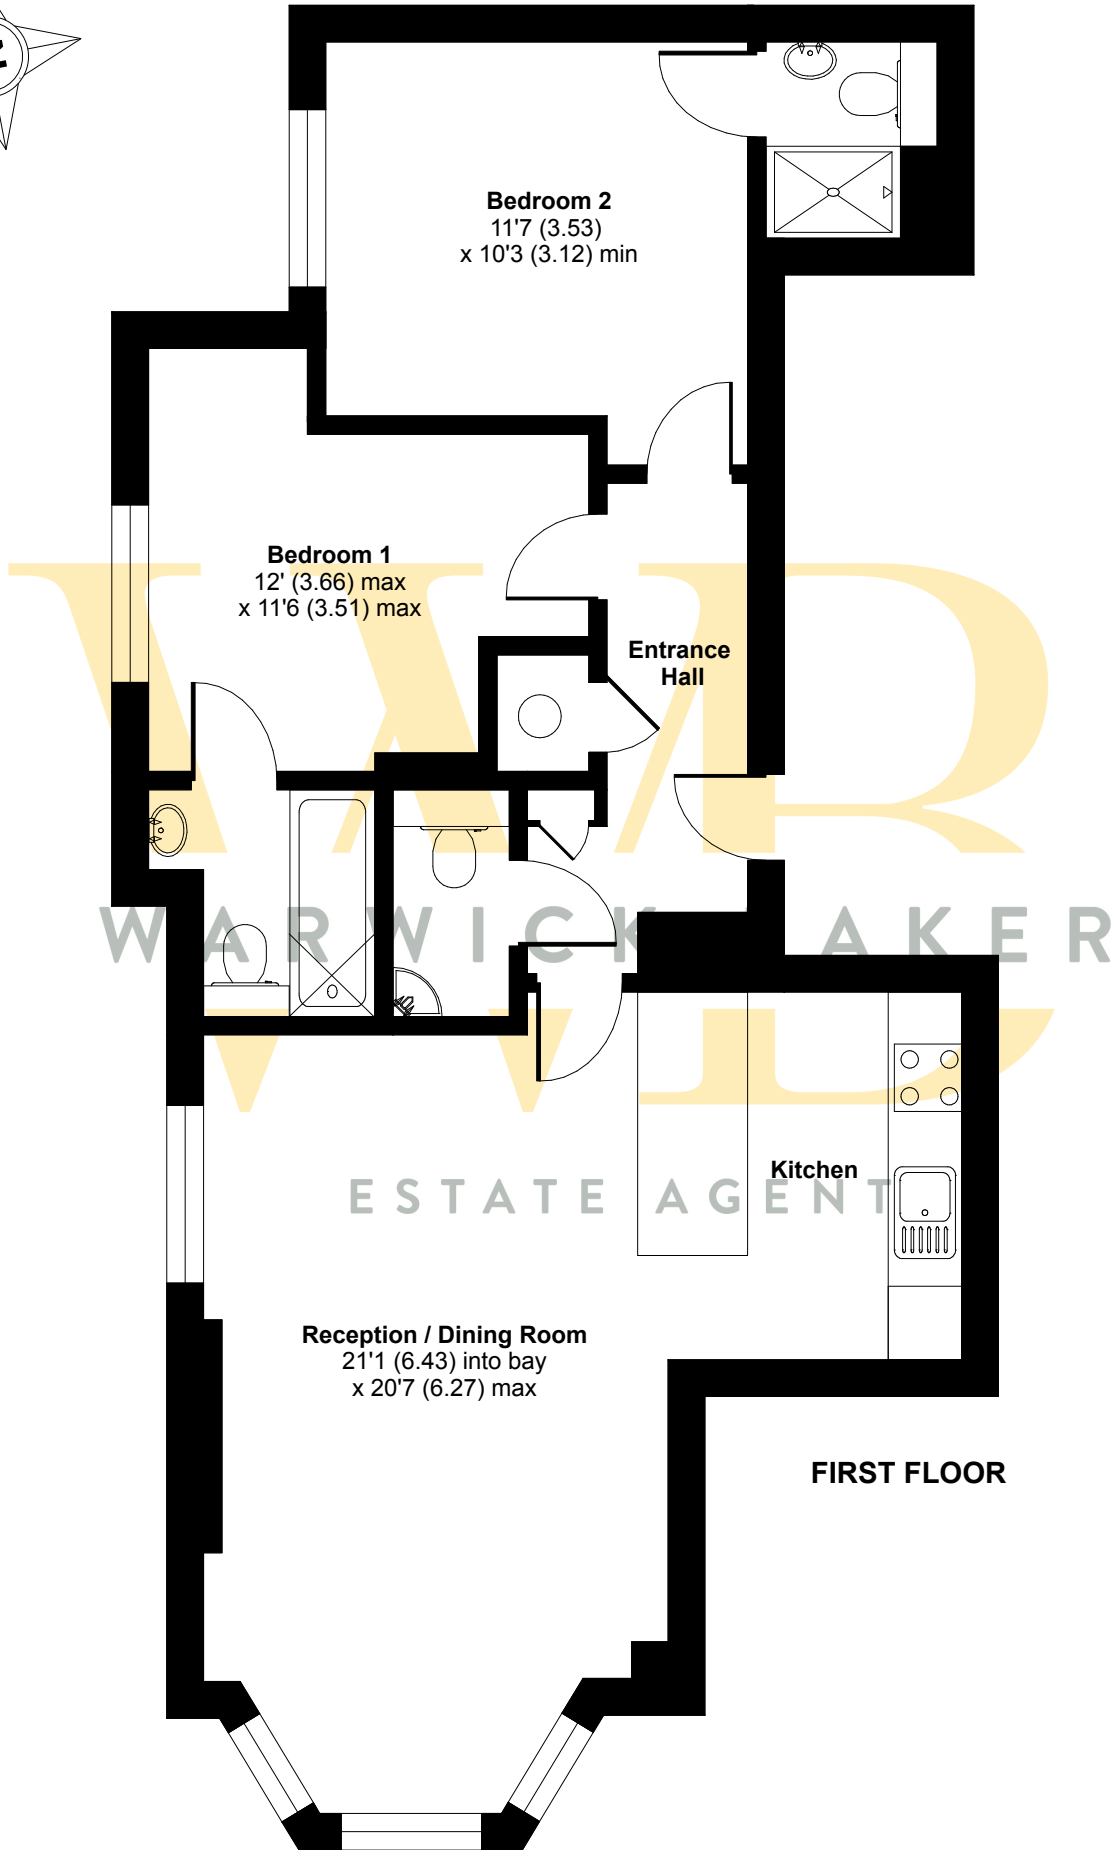 Bedroom 2
11'7 (3.53)
x 10'3 (3.12) min
Bedroom 1
12' (3.66) max
x 11'6 (3.51) max
Entrance
Hall
WARWICK AKER
Kitchen
ESTATE AGENT
Reception / Dining Room
21'1 (6.43) into bay
x 20'7 (6.27) max
FIRST FLOOR